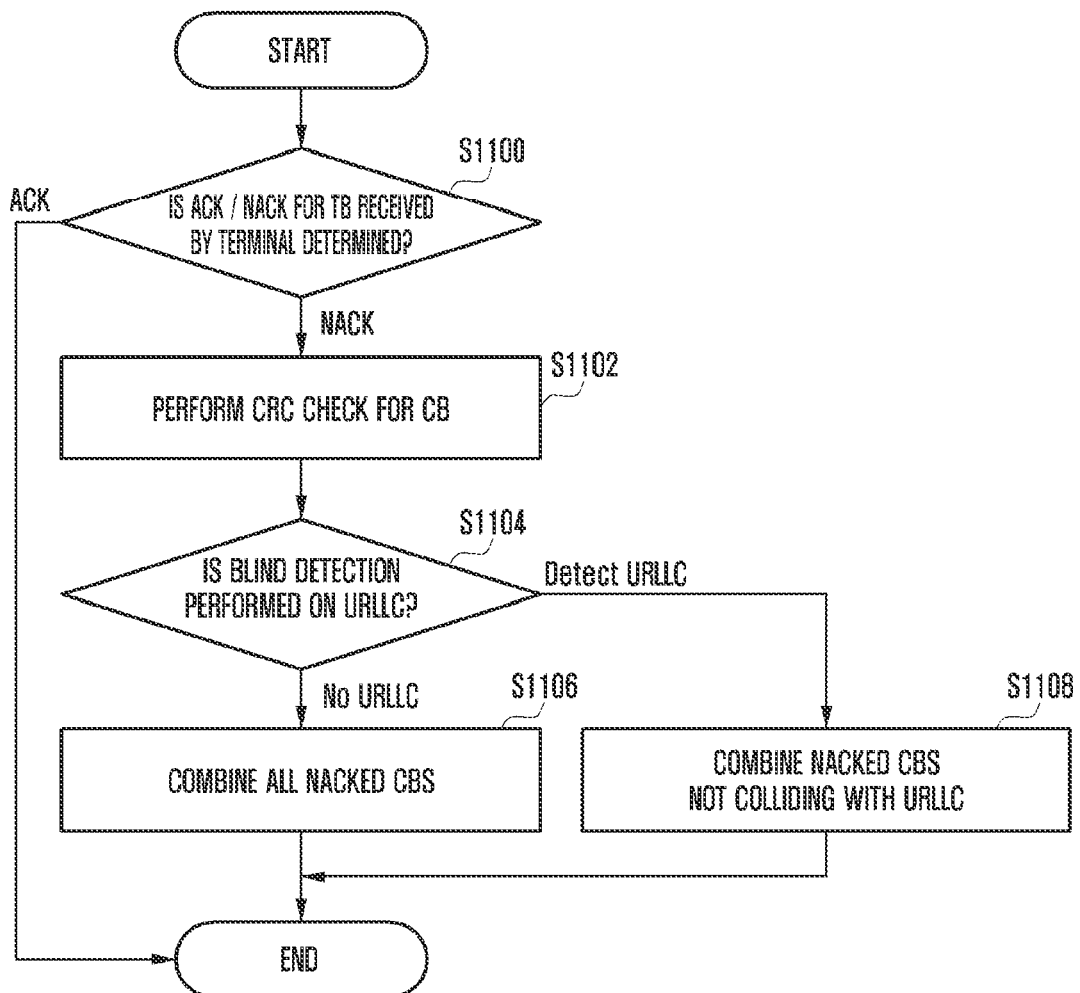 START
S1100
ACK
IS ACK / NACK FOR TB RECEIVED
BY TERMINAL DETERMINED?
NACK
S1102
PERFORM CRC CHECK FOR CB
S1104
IS BLIND DETECTION
PERFORMED ON URLLC?
Detect URLLC
No URLLC
S1106
S1108
COMBINE ALL NACKED CBS
COMBINE NACKED CBS
NOT COLLIDING WITH URLLC
END